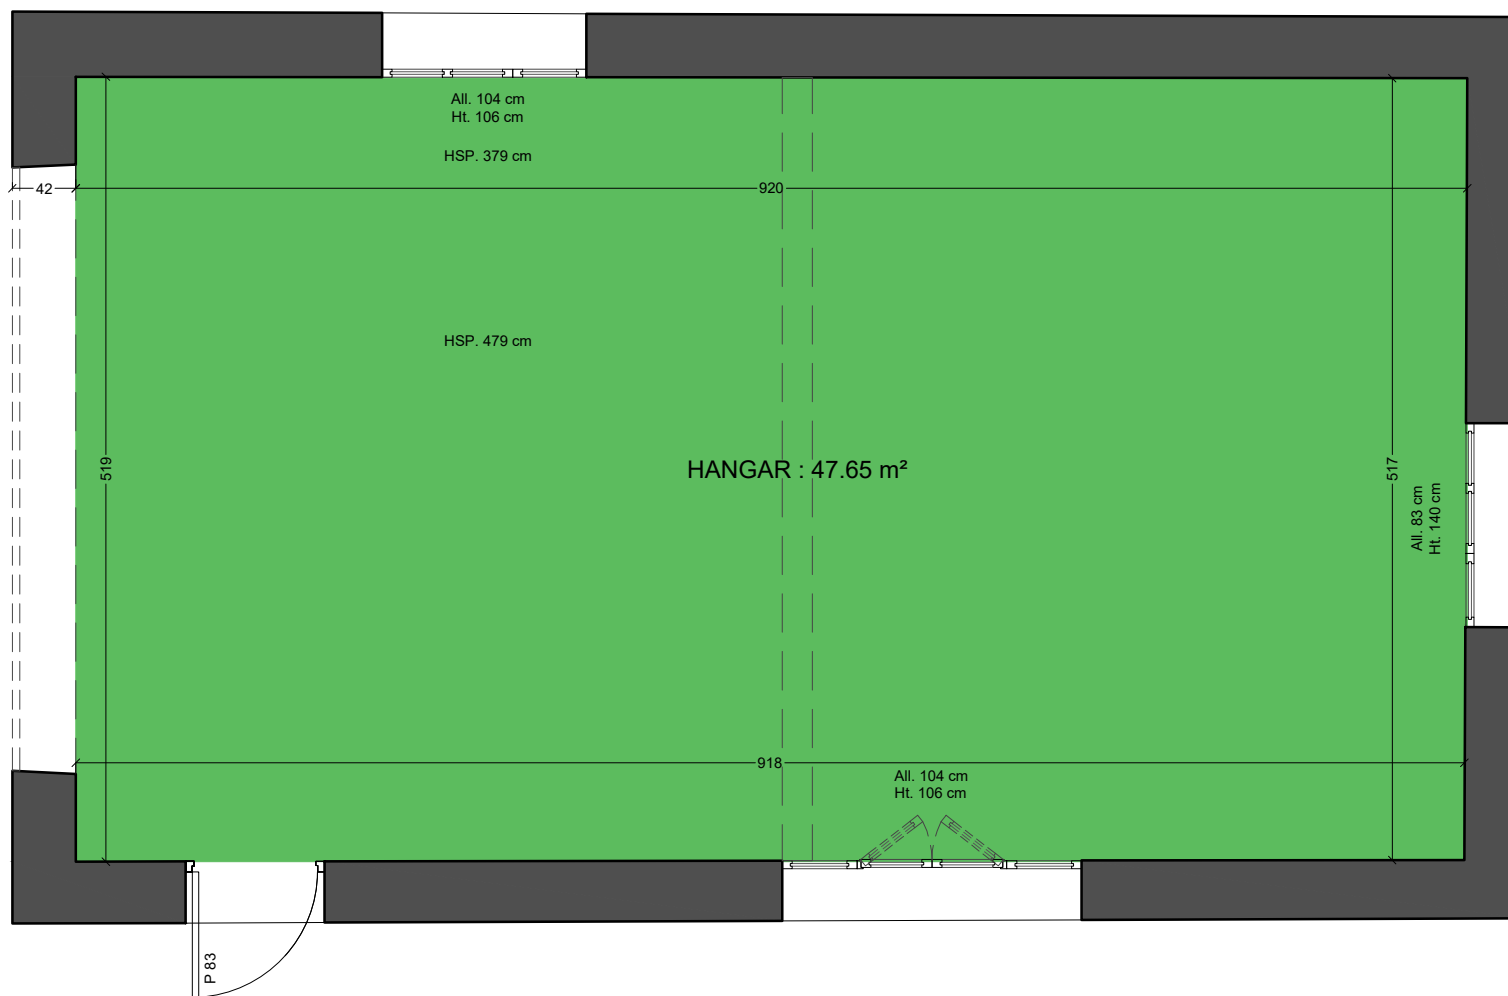 All. 104 cm
Ht. 106 cm
HSP. 379 cm
42
920
HSP. 479 cm
519
HANGAR : 47.65 m²
517
All. 83 cm
Ht. 140 cm
918
All. 104 cm
Ht. 106 cm
P 83